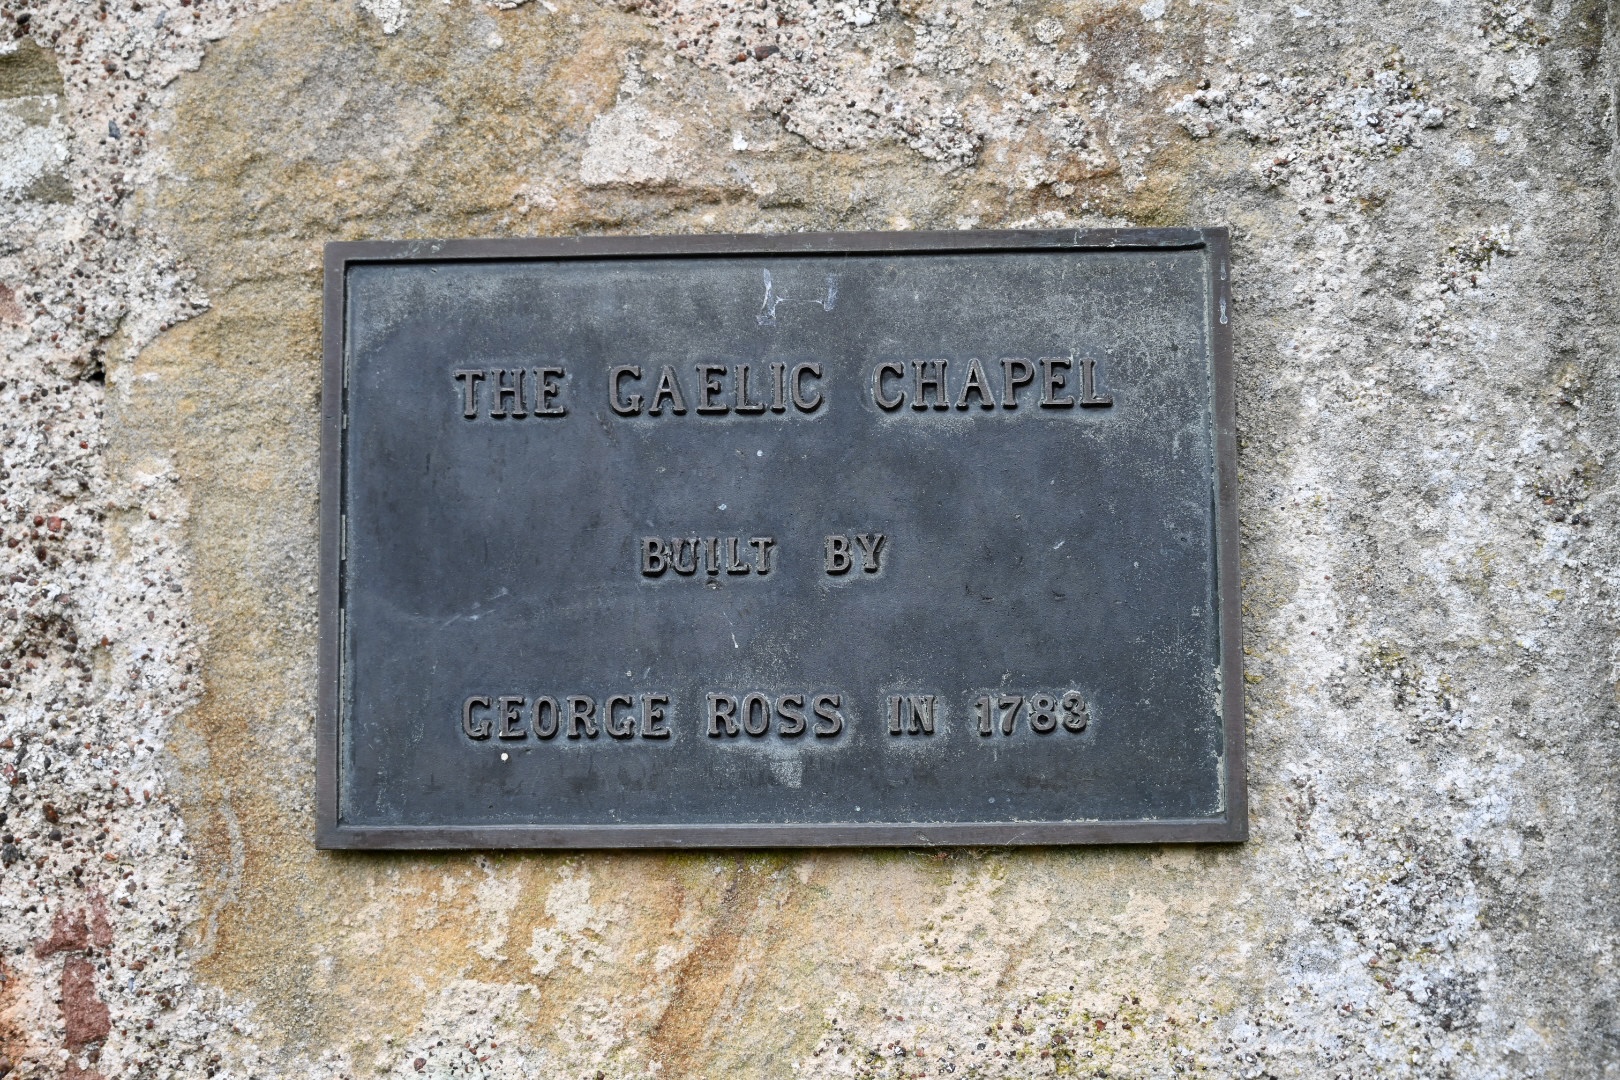 THE GAELIC CHAPEL
BUILT BY
GEORGE ROSS IN 1783